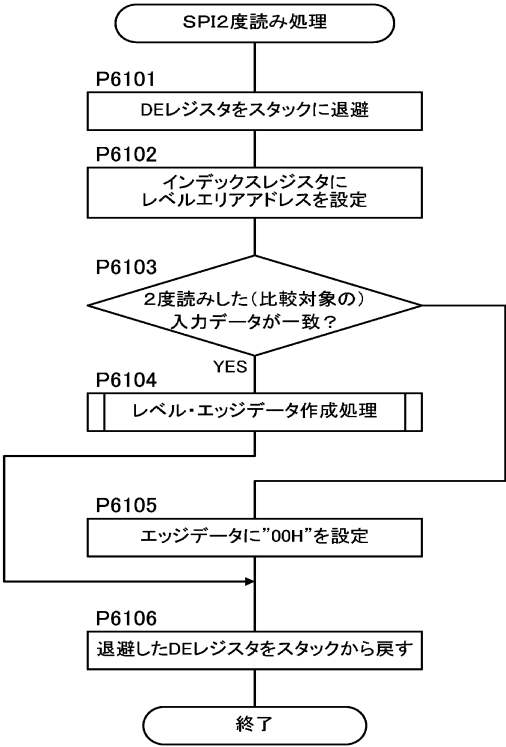 SPI2度読み処理
P6101
DEレジスタをスタックに退避
P6102
インデックスレジスタに
レベルエリアアドレスを設定
P6103
2度読みした(比較対象の)
入力データが一致?
YES
P6104
レベル・エッジデータ作成処理
P6105
エッジデータに”00H”を設定
P6106
退避したDEレジスタをスタックから戻す
終了